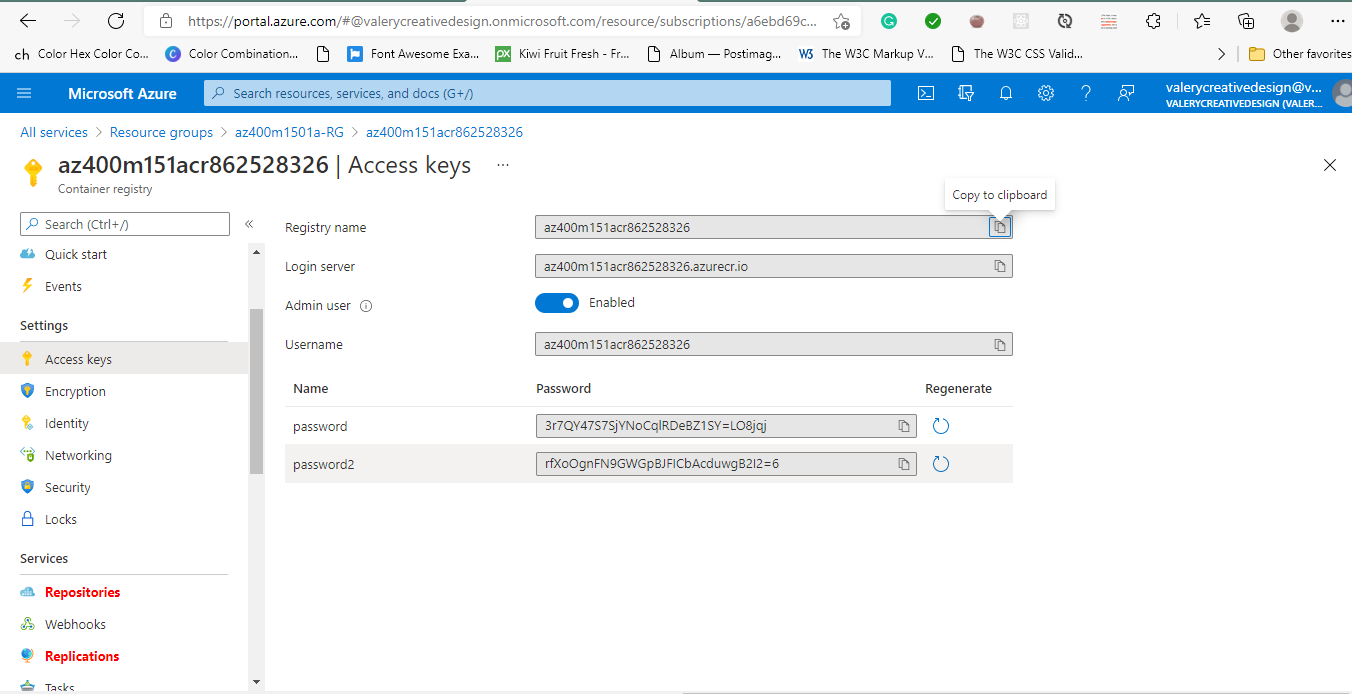 https://portal.azure.com/#@valerycreativedesign.onmicrosoft.com/resource/subscriptions/a6ebd69c...
ch Color Hex Color Co... C Color Combination... Font Awesome Exa... px Kiwi Fruit Fresh - Fr... Album — Postimag... W3 The W3C Markup V... The W3C CSS Valid... Other favorites
Microsoft Azure
Search resources, services, and docs (G+/)
valerycreativedesign@v...
VALERYCREATIVEDESIGN (VALER...
All services > Resource groups > az400m1501a-RG > az400m151acr862528326
az400m151acr862528326 | Access keys ...
Container registry
Copy to clipboard
Search (Ctrl+/) «
Quick start
Events
Settings
Access keys
Encryption
Identity
Networking
Security
Locks
Services
Repositories
Webhooks
Replications
Tasks
Registry name az400m151acr862528326
Login server az400m151acr862528326.azurecr.io
Admin user Enabled
Username az400m151acr862528326
Name Password Regenerate
password 3r7QY47S7SjYNoCqlRDeBZ1SY=LO8jqj
password2 rfXoOgnFN9GWGpBJFICbAcduwgB2I2=6